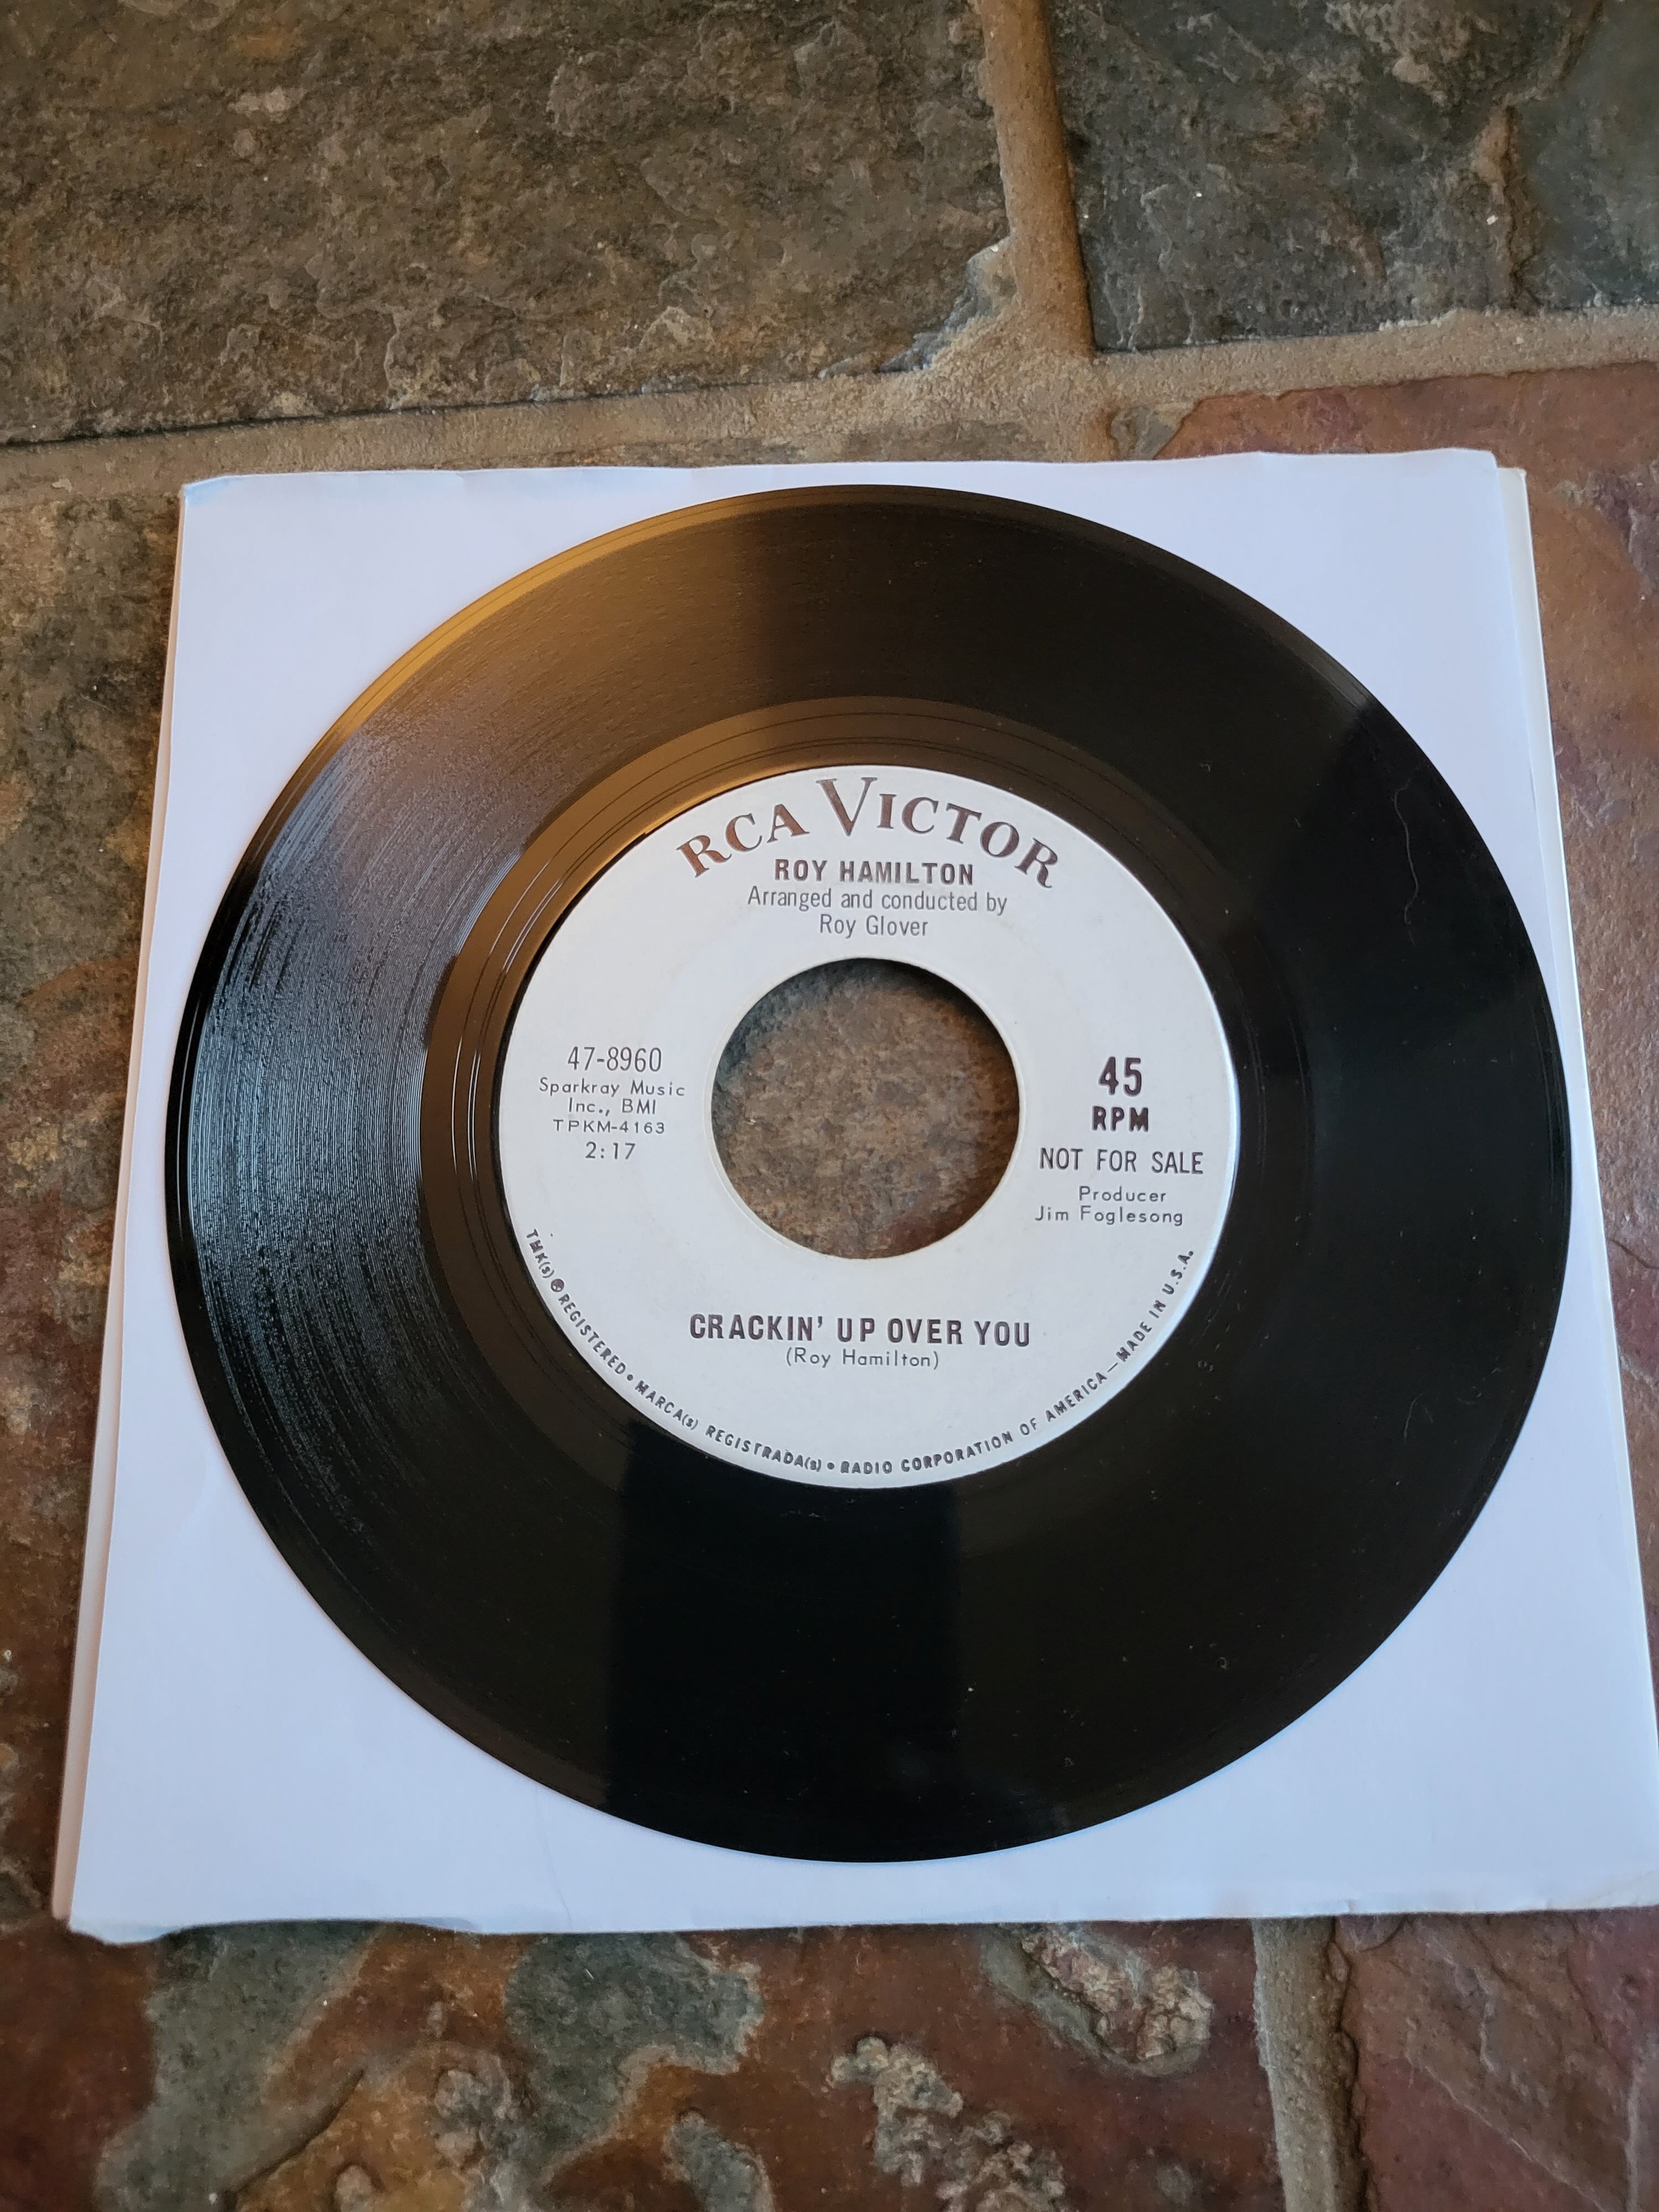 RCA VICTOR
ROY HAMILTON
Arranged and conducted by
Roy Glover
47-8960
Sparkray Music
Inc., BMI
TPKM-4163
2:17
45
RPM
NOT FOR SALE
Producer
Jim Foglesong
CRACKIN' UP OVER YOU
(Roy Hamilton)
TMK(s) ® REGISTERED • MARCA(s) REGISTRADA(s) • RADIO CORPORATION OF AMERICA — MADE IN U.S.A.